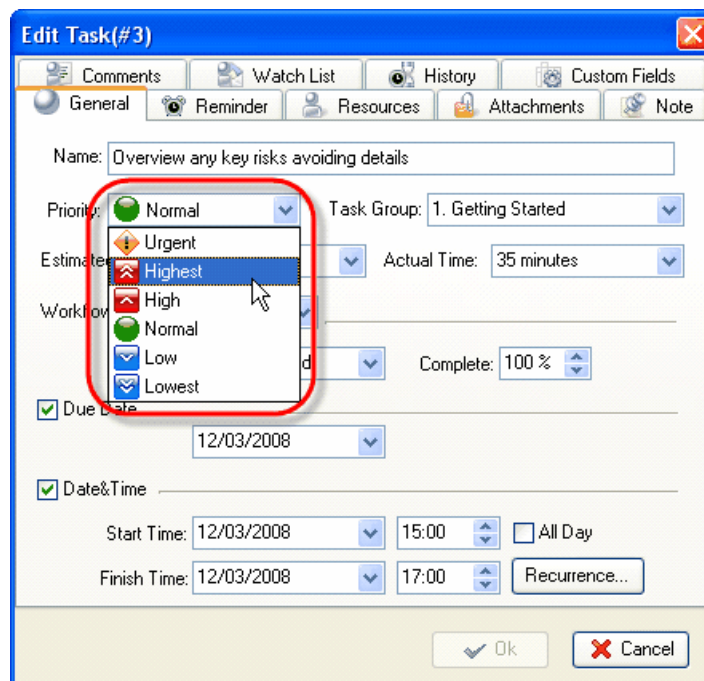 Edit Task(#3)
Comments Watch List History Custom Fields
General Reminder Resources Attachments Note
Name: Overview any key risks avoiding details
Priority: Normal Task Group: 1. Getting Started
Urgent
Estimated Actual Time: 35 minutes
Highest
High
Workflow
Normal
Low Complete: 100 %
Lowest
Due Date
12/03/2008
Date&Time
Start Time: 12/03/2008 15:00 All Day
Finish Time: 12/03/2008 17:00 Recurrence...
Ok Cancel